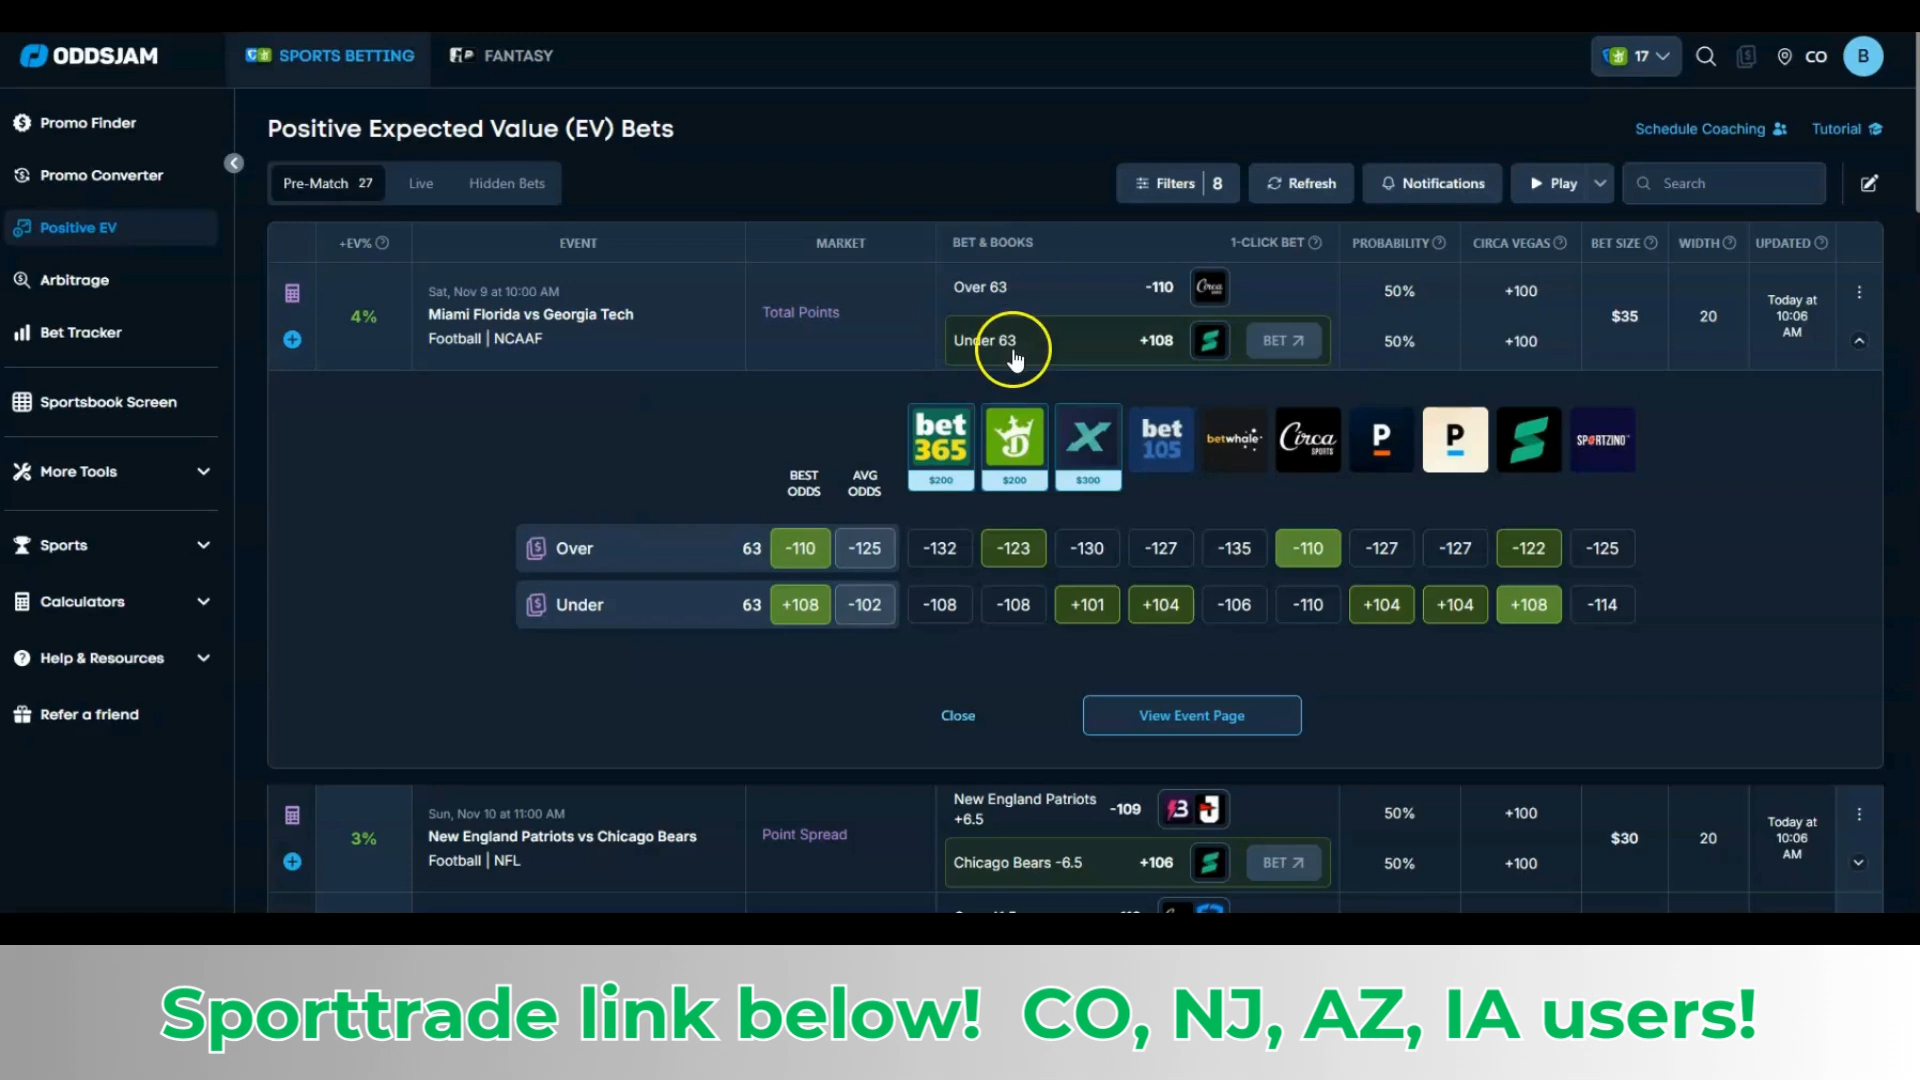 ODDSJAM
SPORTS BETTING
FANTASY
17
CO
B
Promo Finder
Promo Converter
Positive EV
Arbitrage
Bet Tracker
Sportsbook Screen
More Tools
Sports
Calculators
Help & Resources
Refer a friend
Positive Expected Value (EV) Bets
Schedule Coaching
Tutorial
Pre-Match 27
Live
Hidden Bets
Filters 8
Refresh
Notifications
Play
Search
+EV%
EVENT
MARKET
BET & BOOKS
1-CLICK BET
PROBABILITY
CIRCA VEGAS
BET SIZE
WIDTH
UPDATED
4%
Sat, Nov 9 at 10:00 AM
Miami Florida vs Georgia Tech
Football | NCAAF
Total Points
Over 63 -110 Circa
50% +100
Under 63 +108 BET
50% +100
$35
20
Today at
10:06
AM
bet365 $200
$200
X $300
bet105
betwhale
Circa SPORTS
P
P
SPORTZINO
BEST ODDS
AVG ODDS
Over 63 -110 -125 -132 -123 -130 -127 -135 -110 -127 -127 -122 -125
Under 63 +108 -102 -108 -108 +101 +104 -106 -110 +104 +104 +108 -114
Close
View Event Page
3%
Sun, Nov 10 at 11:00 AM
New England Patriots vs Chicago Bears
Football | NFL
Point Spread
New England Patriots
+6.5 -109
50% +100
Chicago Bears -6.5 +106 BET
50% +100
$30
20
Today at
10:06
AM
Sporttrade link below! CO, NJ, AZ, IA users!